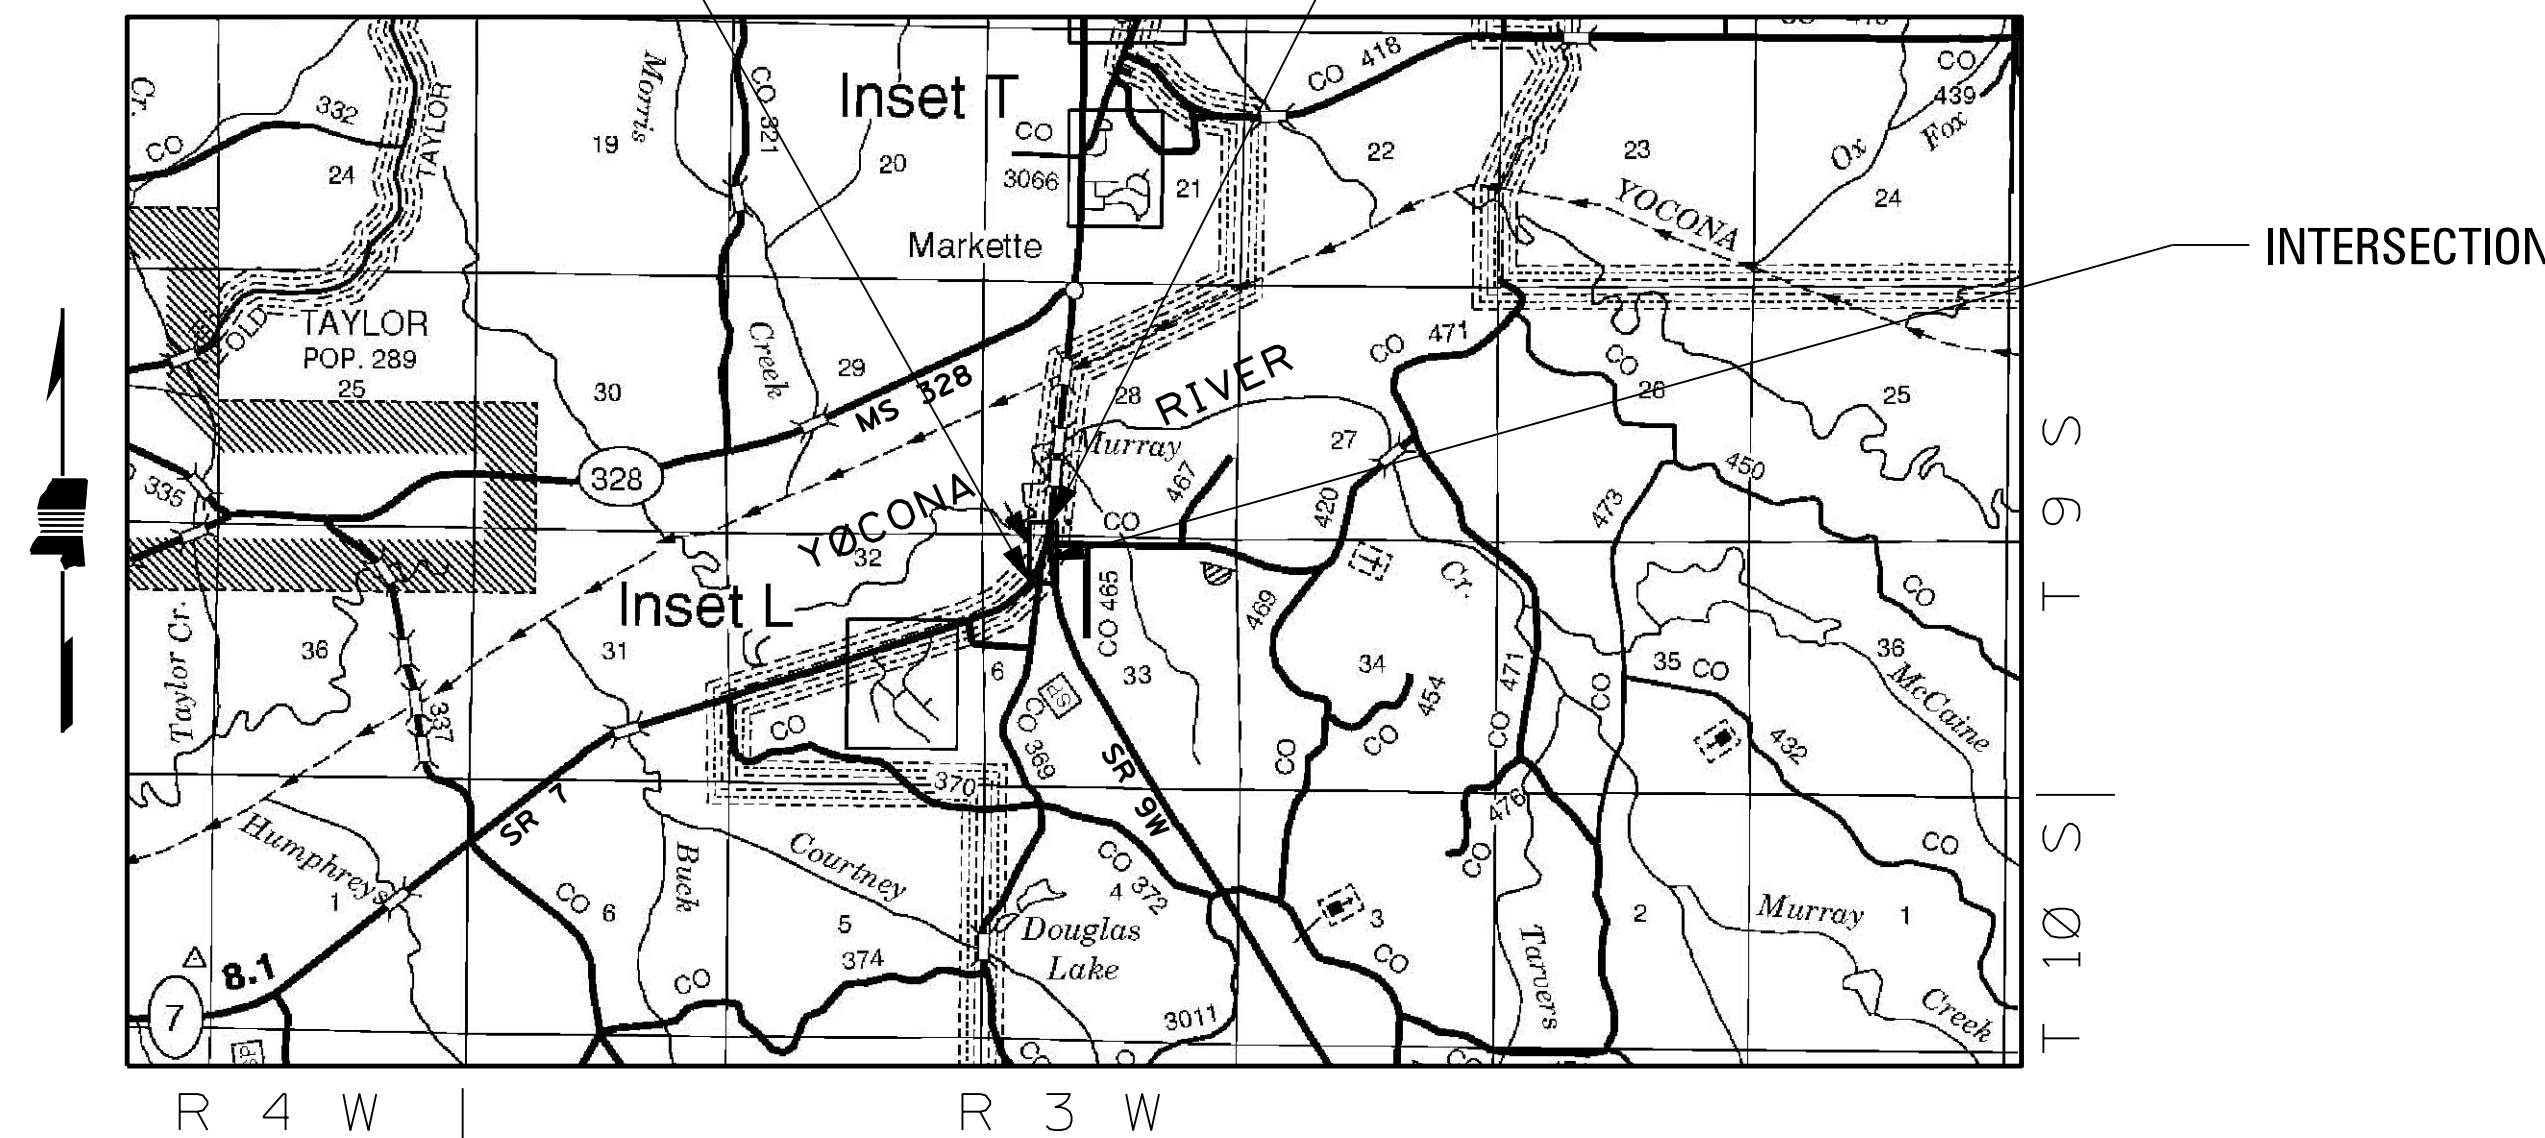 CO 418
CO
439
Cr.
332
CO
24
TAYLOR
Morris
19
CO 321
Inset T
20
CO
3066
21
22
23
Ox
Fox
24
YOCONA
Markette
INTERSECTION
OLD
TAYLOR
POP. 289
25
30
Creek
29
MS 328
28
RIVER
CO 471
CO
26
25
Murray
27
467
328
335
YØCONA
CO
420
473
450
32
Inset L
CO 465
469
Cr.
CO
T 9 S
Taylor Cr.
36
31
6
33
34
35 CO
36
McCaine
337
CO
CO 369
454
CO
CO
471
CO
CO
432
370
SR 7
SR 9W
476
CO
CO
Humphreys
1
Buck
Courtney
CO 6
5
CO 372
4
3
2
Murray
1
Douglas
Lake
Tarvers
8.1
7
374
CO
3011
CO
Creek
T 10 S
R 4 W
R 3 W